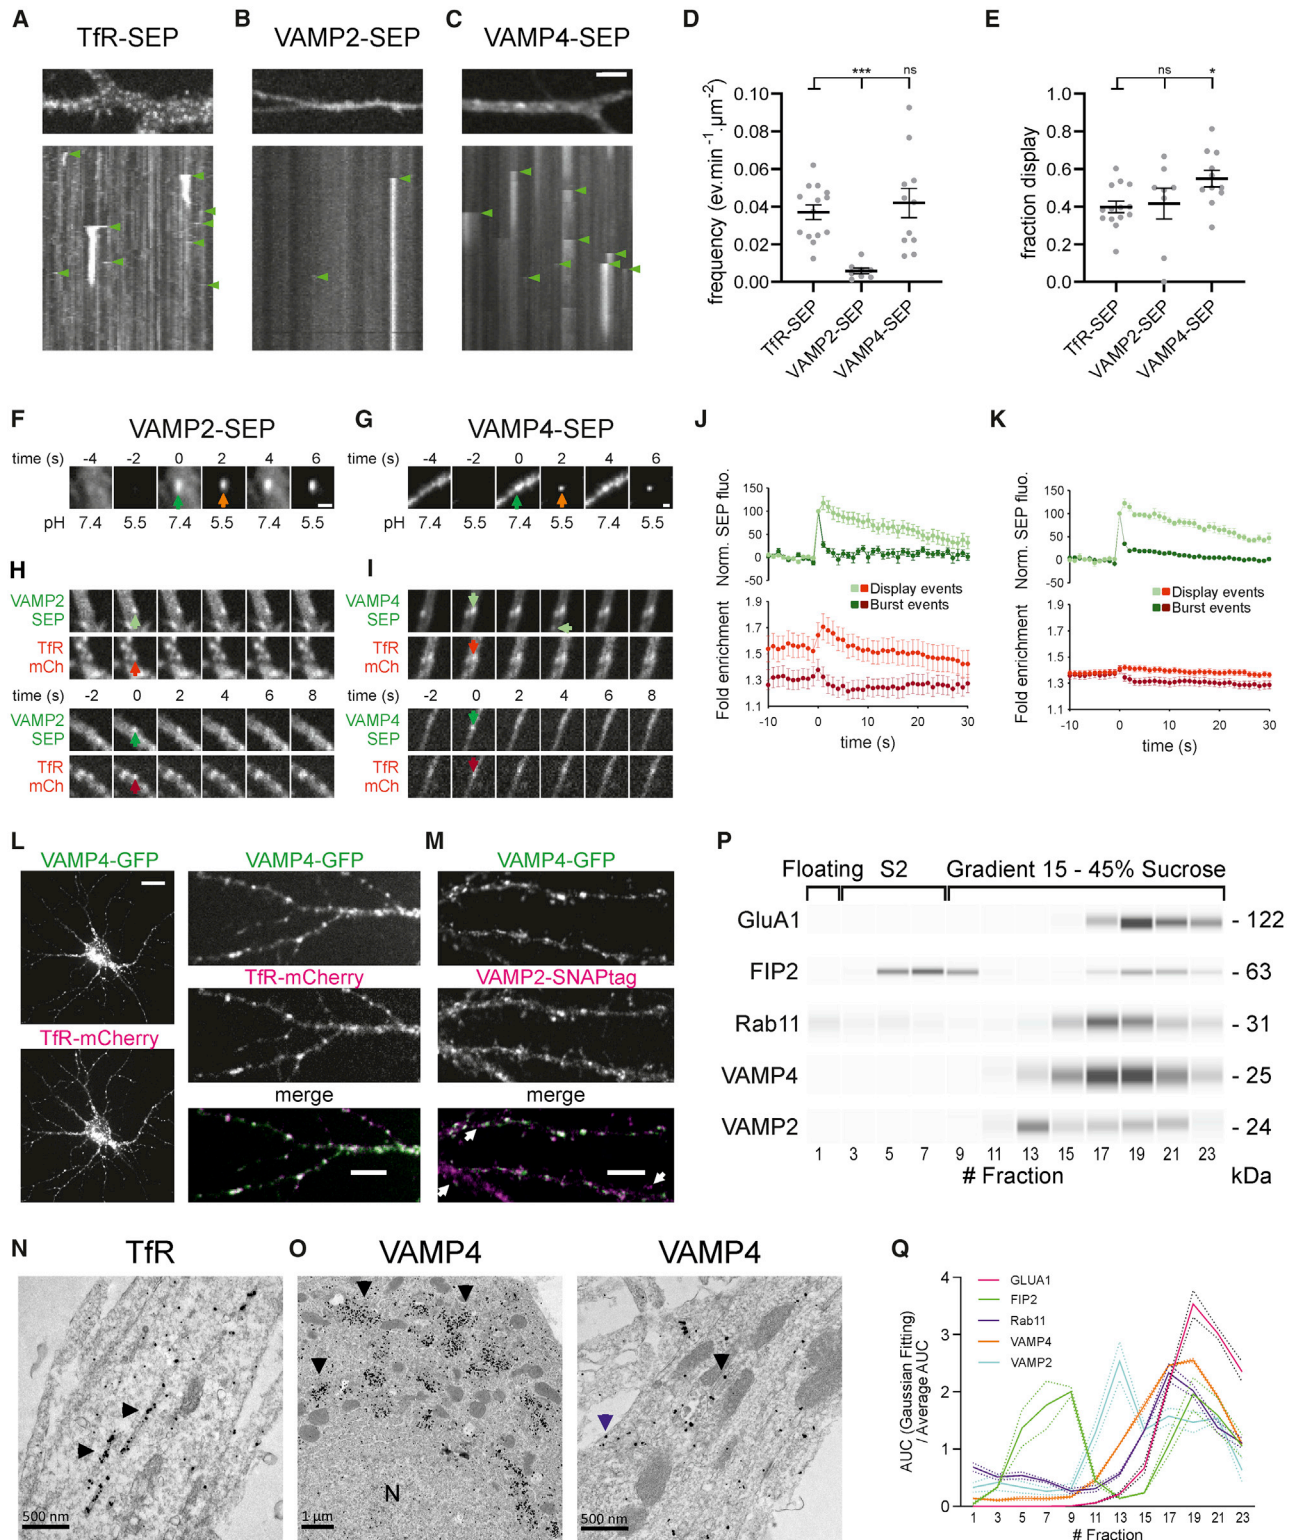 A
TfR-SEP
B
VAMP2-SEP
C
VAMP4-SEP
D
frequency (ev.min⁻¹.µm⁻²)
***
ns
0.10
0.08
0.06
0.04
0.02
0.00
TfR-SEP
VAMP2-SEP
VAMP4-SEP
E
fraction display
ns
*
1.0
0.8
0.6
0.4
0.2
0.0
TfR-SEP
VAMP2-SEP
VAMP4-SEP
F
VAMP2-SEP
time (s) -4 -2 0 2 4 6
pH 7.4 5.5 7.4 5.5 7.4 5.5
G
VAMP4-SEP
time (s) -4 -2 0 2 4 6
pH 7.4 5.5 7.4 5.5 7.4 5.5
H
VAMP2
SEP
TfR
mCh
time (s) -2 0 2 4 6 8
VAMP2
SEP
TfR
mCh
I
VAMP4
SEP
TfR
mCh
time (s) -2 0 2 4 6 8
VAMP4
SEP
TfR
mCh
J
Norm. SEP fluo.
150
100
50
0
-50
Display events
Burst events
Fold enrichment
1.9
1.7
1.5
1.3
1.1
-10 0 10 20 30
time (s)
K
Norm. SEP fluo.
150
100
50
0
-50
Display events
Burst events
Fold enrichment
1.9
1.7
1.5
1.3
1.1
-10 0 10 20 30
time (s)
L
VAMP4-GFP
TfR-mCherry
VAMP4-GFP
TfR-mCherry
merge
M
VAMP4-GFP
VAMP2-SNAPtag
merge
P
Floating S2 Gradient 15 - 45% Sucrose
GluA1 - 122
FIP2 - 63
Rab11 - 31
VAMP4 - 25
VAMP2 - 24
1 3 5 7 9 11 13 15 17 19 21 23
# Fraction kDa
N
TfR
500 nm
O
VAMP4
N
1 µm
VAMP4
500 nm
Q
AUC (Gaussian Fitting)
/ Average AUC
4
3
2
1
0
GLUA1
FIP2
Rab11
VAMP4
VAMP2
1 3 5 7 9 11 13 15 17 19 21 23
# Fraction